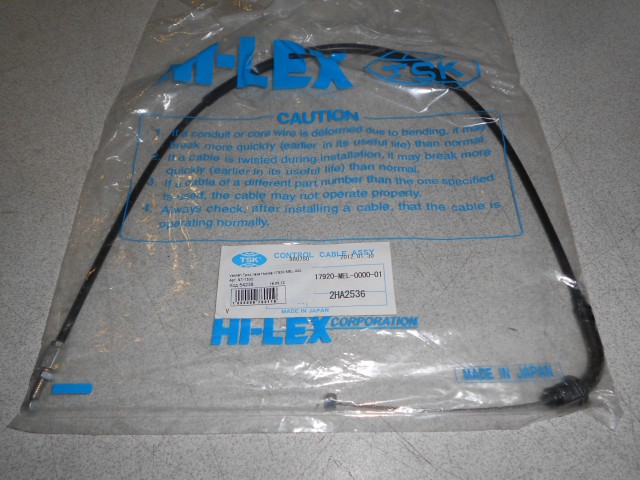 HI-LEX TSK
CAUTION
1. If a conduit or core wire is deformed due to bending, it may
break more quickly (earlier in its useful life) than normal.
2. If a cable is twisted during installation, it may break more
quickly (earlier in its useful life) than normal.
3. If a cable of a different part number than the one specified
is used, the cable may not operate properly.
4. Always check, after installing a cable, that the cable is
operating normally.
TSK
CONTROL CABLE ASSY
17920-MEL-0000-01
2HA2536
V
MADE IN JAPAN
HI-LEX CORPORATION
MADE IN JAPAN